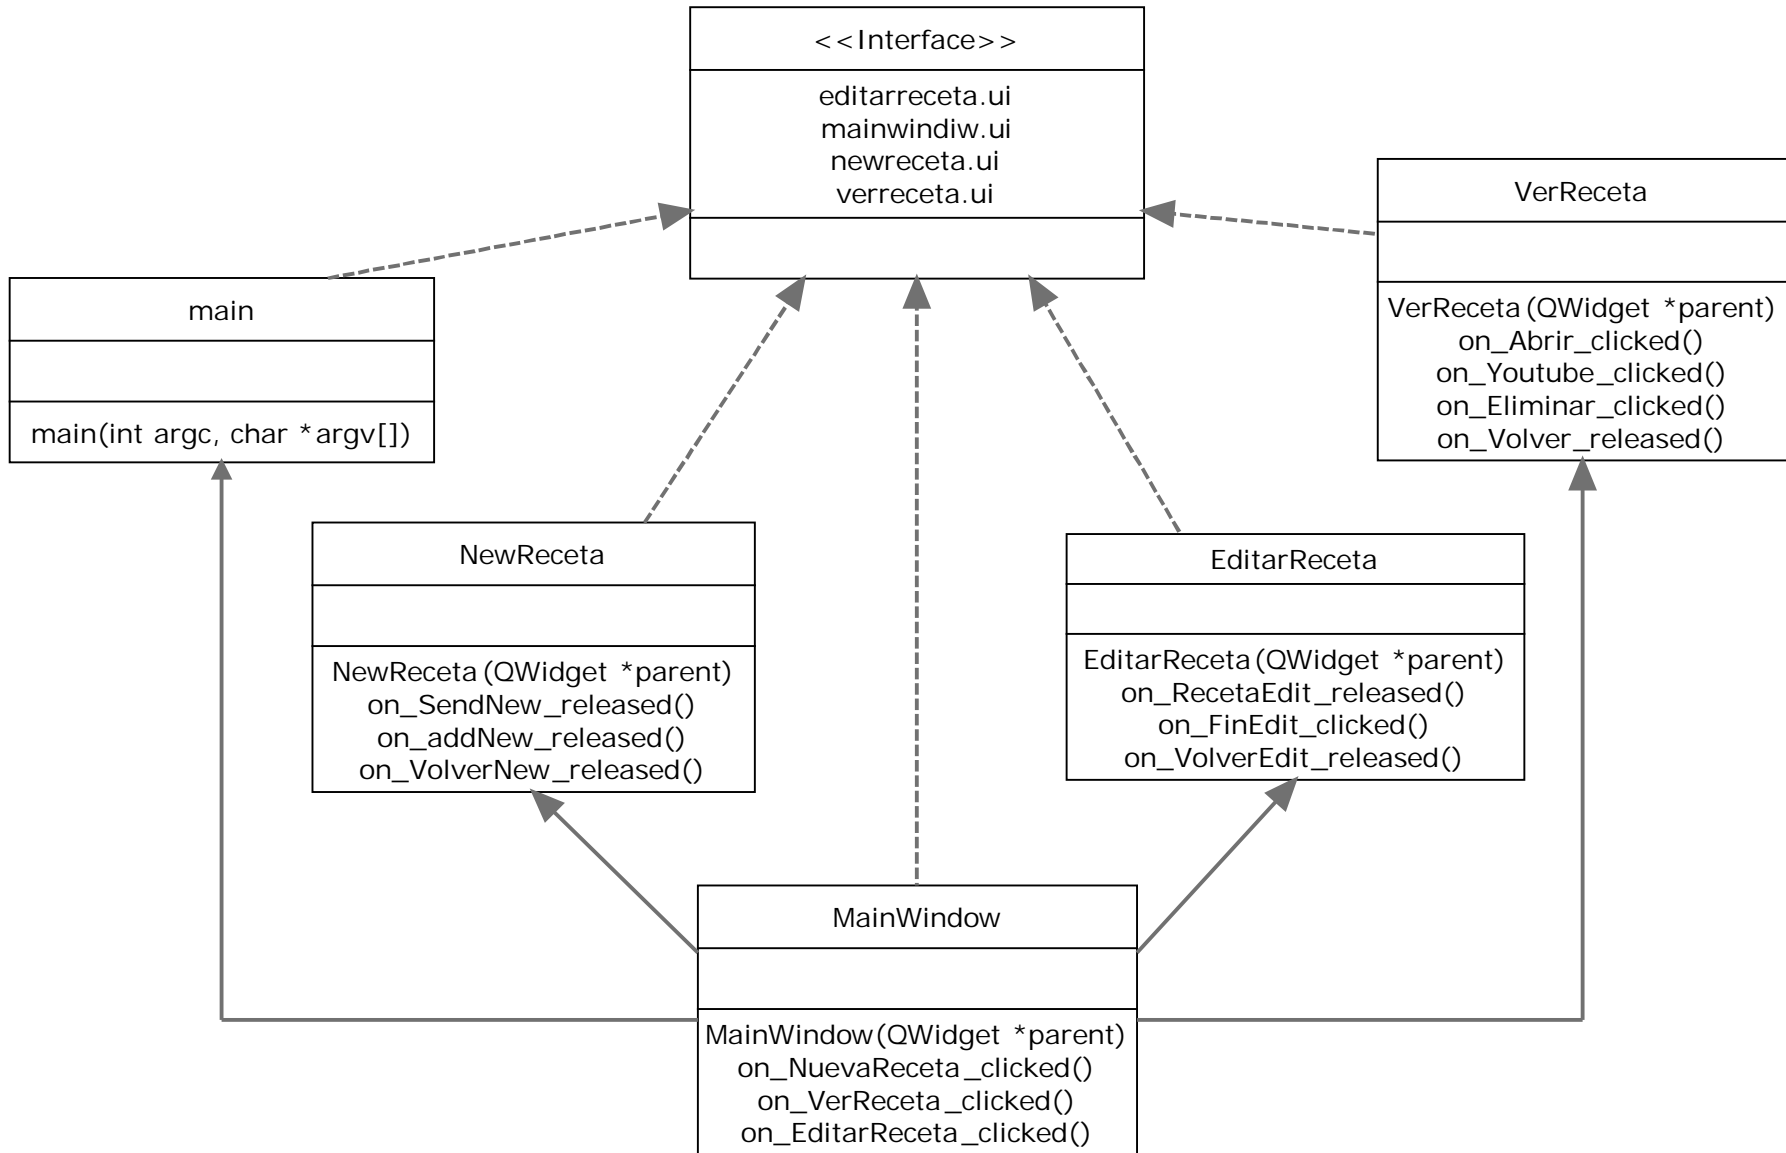 <<Interface>>
editarreceta.ui
mainwindiw.ui
newreceta.ui
verreceta.ui
VerReceta
VerReceta(QWidget *parent)
on_Abrir_clicked()
on_Youtube_clicked()
on_Eliminar_clicked()
on_Volver_released()
main
main(int argc, char *argv[])
NewReceta
NewReceta(QWidget *parent)
on_SendNew_released()
on_addNew_released()
on_VolverNew_released()
EditarReceta
EditarReceta(QWidget *parent)
on_RecetaEdit_released()
on_FinEdit_clicked()
on_VolverEdit_released()
MainWindow
MainWindow(QWidget *parent)
on_NuevaReceta_clicked()
on_VerReceta_clicked()
on_EditarReceta_clicked()